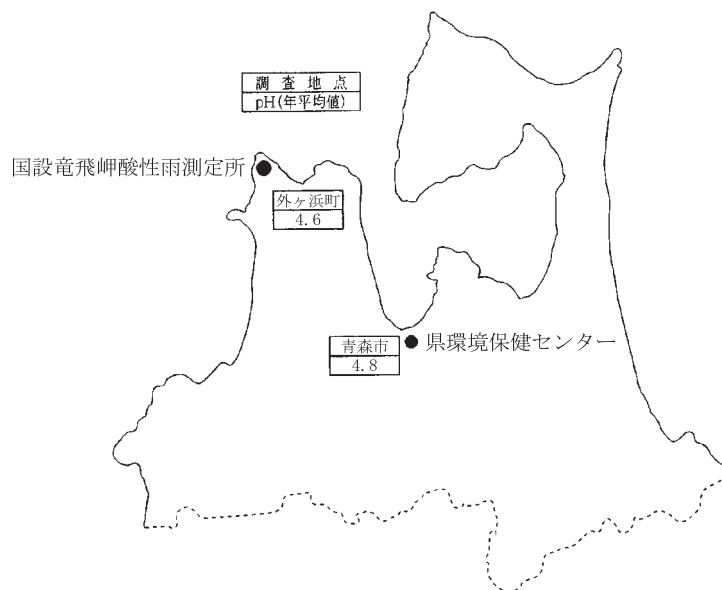 調査地点
pH(年平均値)
国設竜飛岬酸性雨測定所
外ヶ浜町
4.6
青森市
4.8
県環境保健センター